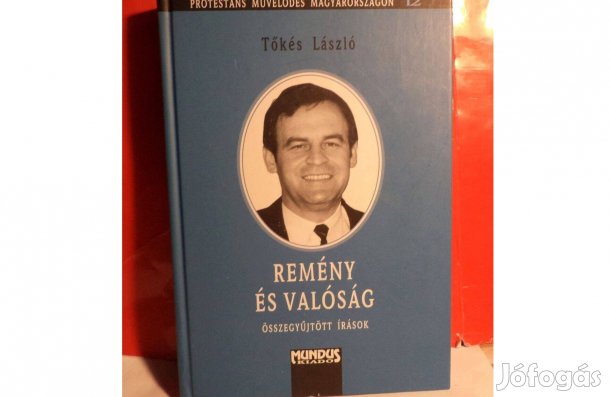 PROTESTÁNS MŰVELŐDÉS MAGYARORSZÁGON 12
Tőkés László
REMÉNY
ÉS VALÓSÁG
ÖSSZEGYŰJTÖTT ÍRÁSOK
MUNDUS
KIADÓ
Jófogás